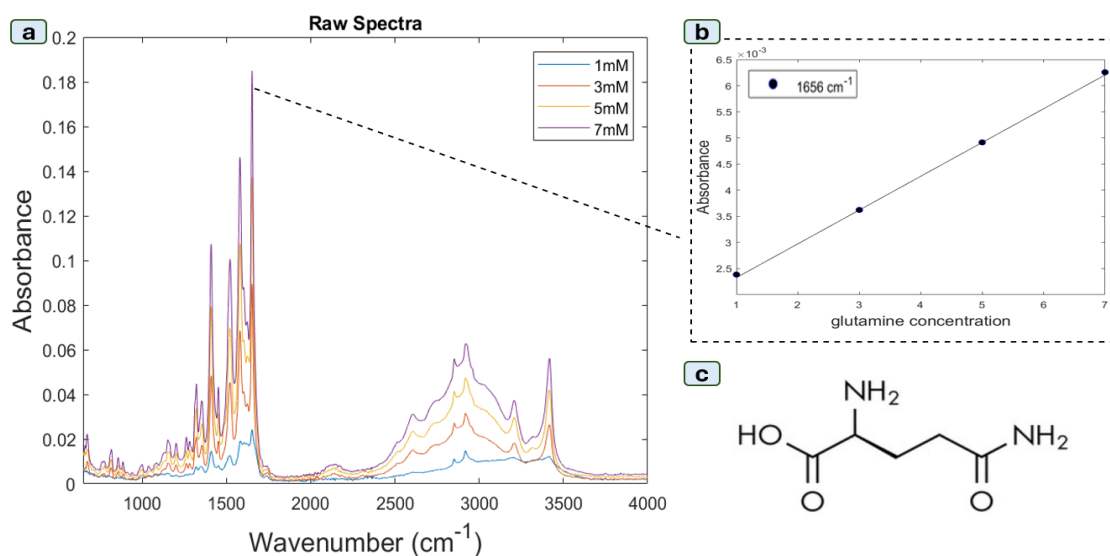 a
Raw Spectra
0.2
0.18
0.16
0.14
0.12
0.1
0.08
0.06
0.04
0.02
0
Absorbance
1mM
3mM
5mM
7mM
1000 1500 2000 2500 3000 3500 4000
Wavenumber (cm⁻¹)
b
×10⁻³
6.5
6
5.5
5
4.5
4
3.5
3
2.5
Absorbance
1656 cm⁻¹
1 2 3 4 5 6 7
glutamine concentration
c
NH₂
HO
NH₂
O
O